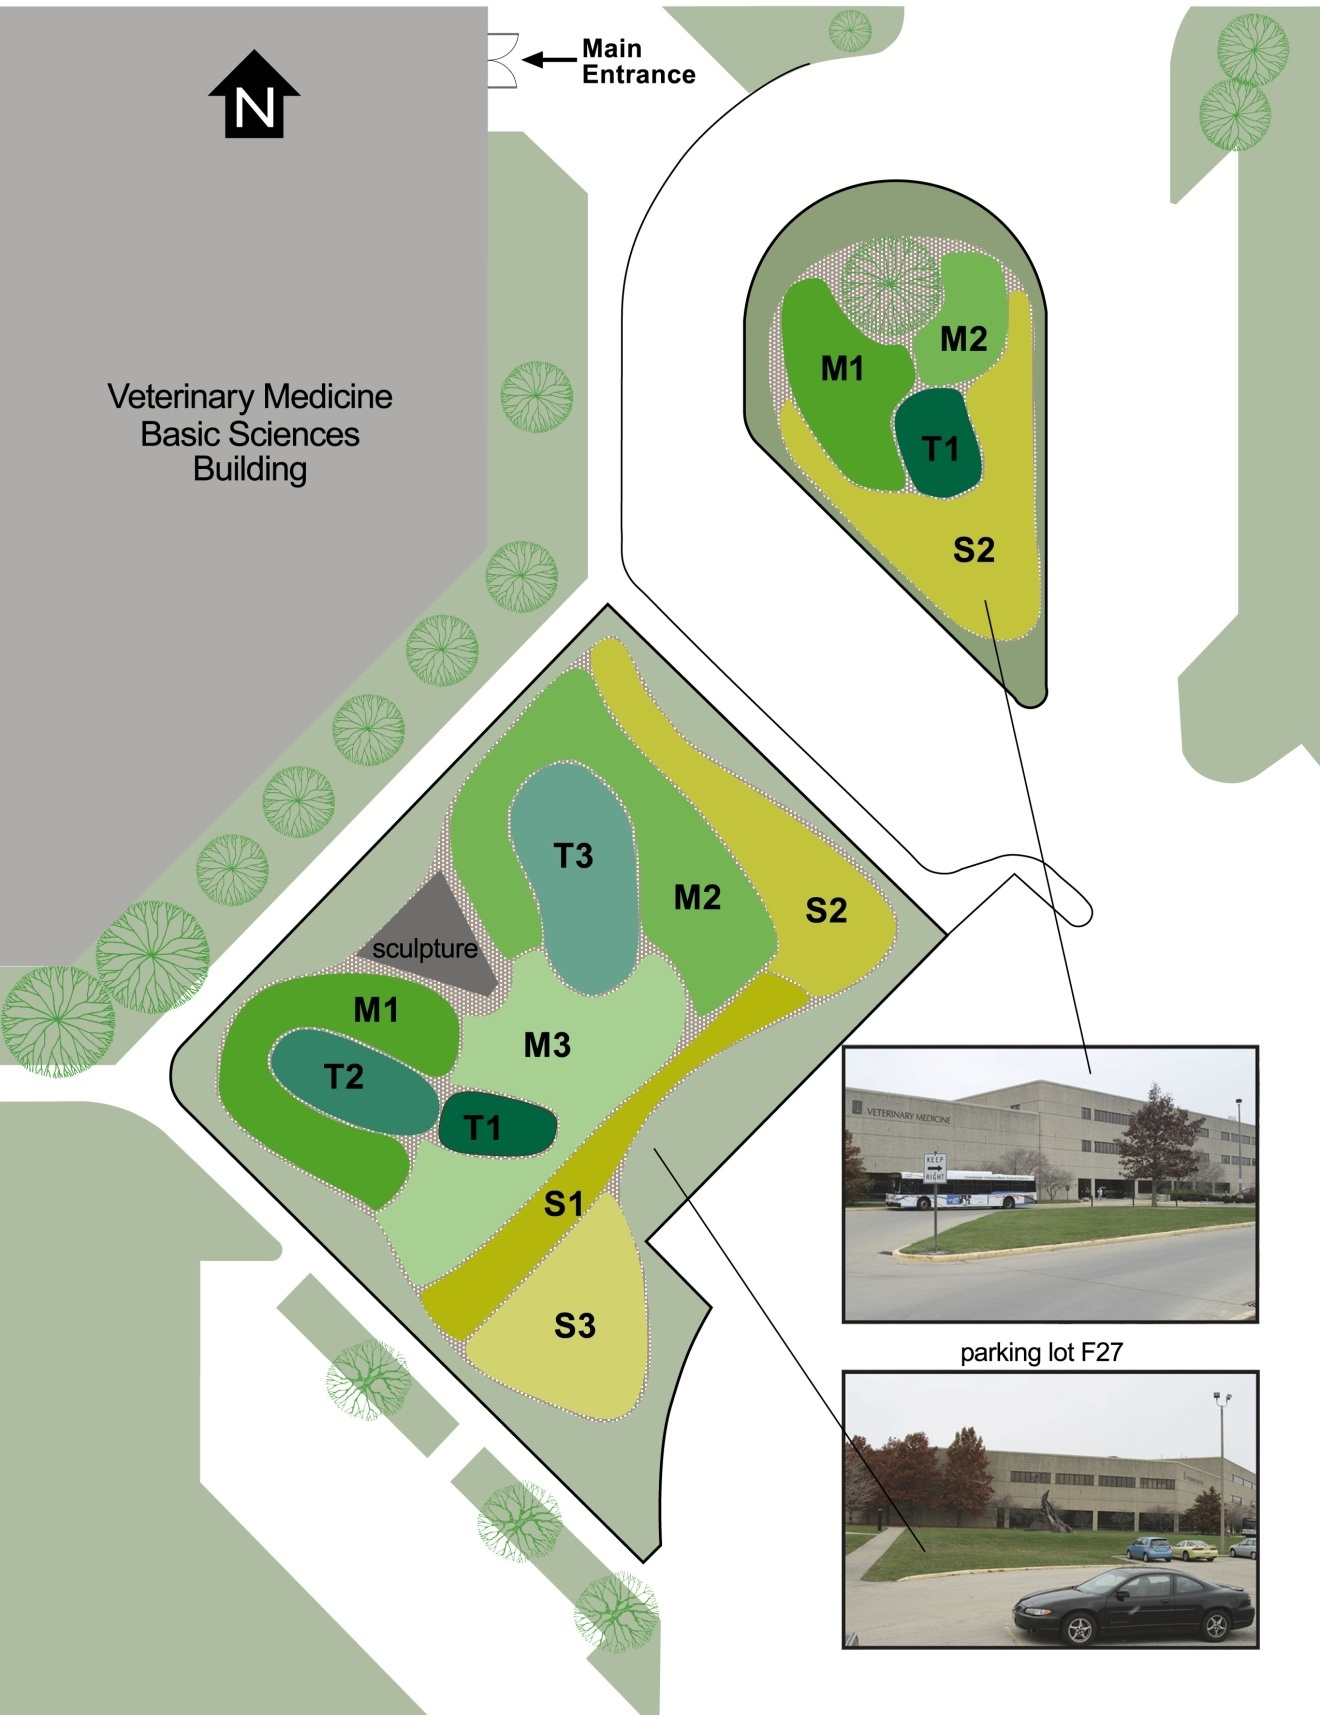 Main
Entrance
N
Veterinary Medicine
Basic Sciences
Building
M2
M1
T1
S2
T3
M2
S2
sculpture
M1
M3
T2
T1
S1
S3
VETERINARY MEDICINE
KEEP
RIGHT
parking lot F27